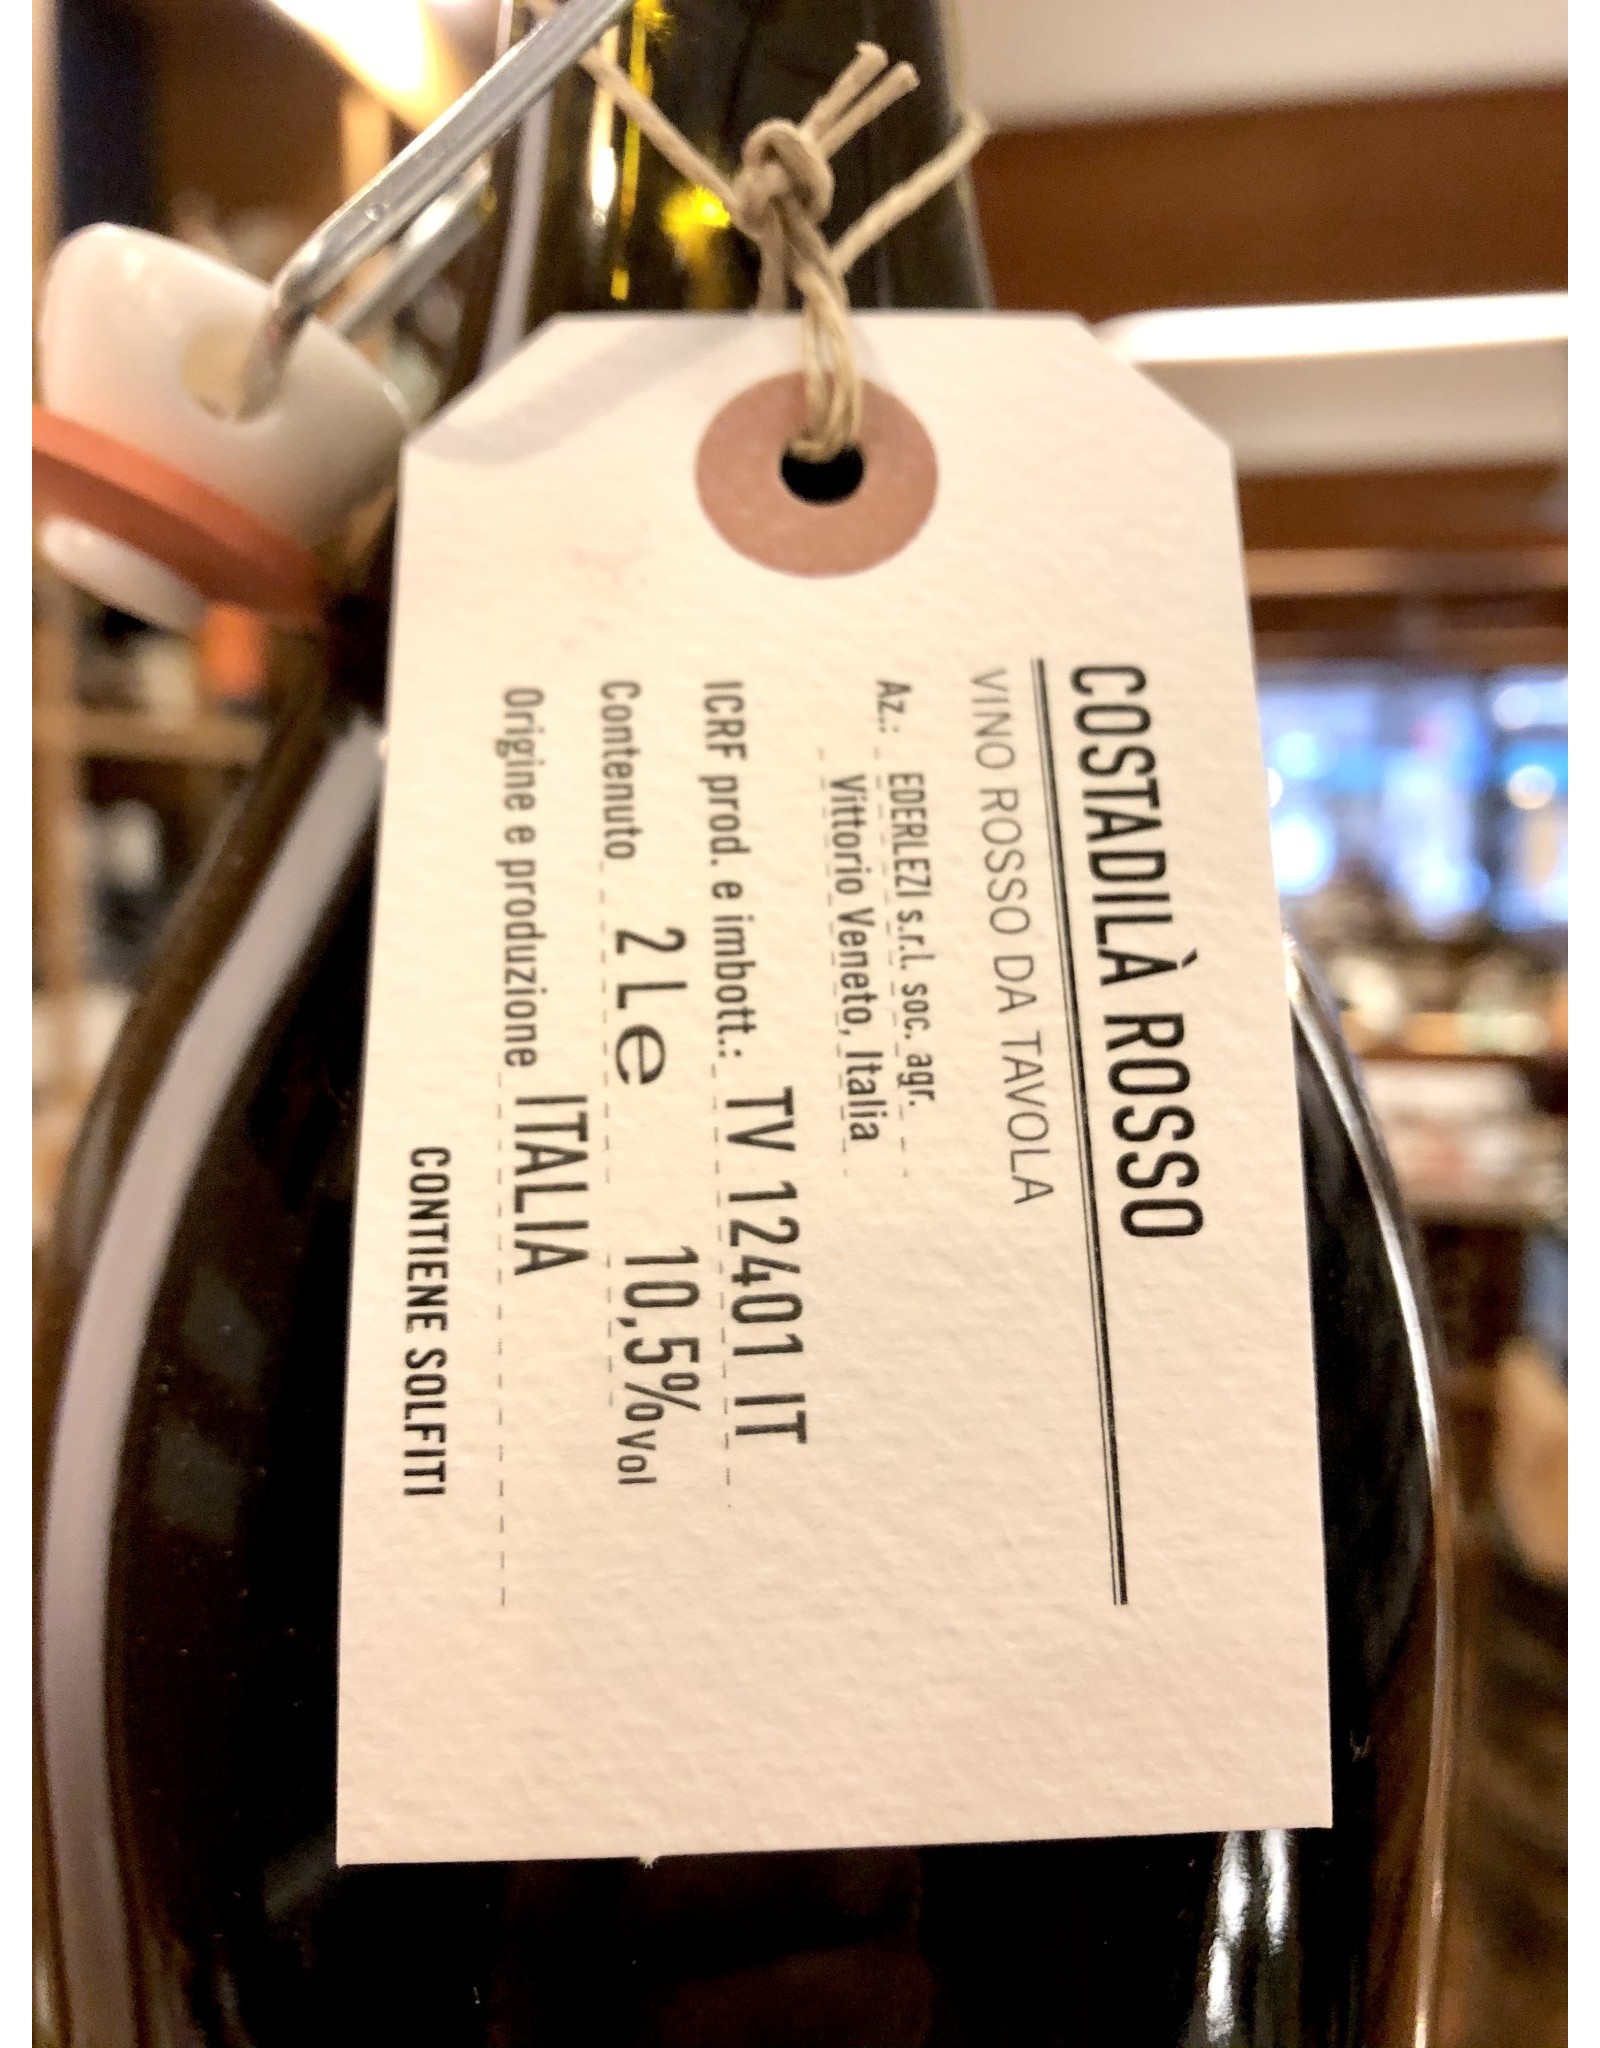 COSTADILÀ ROSSO
VINO ROSSO DA TAVOLA
Az.: EDERLEZI s.r.l. soc. agr.
Vittorio Veneto, Italia
ICRF prod. e imbott.: TV 12401 IT
Contenuto 2 L e 10,5%vol
Origine e produzione ITALIA
CONTIENE SOLFITI